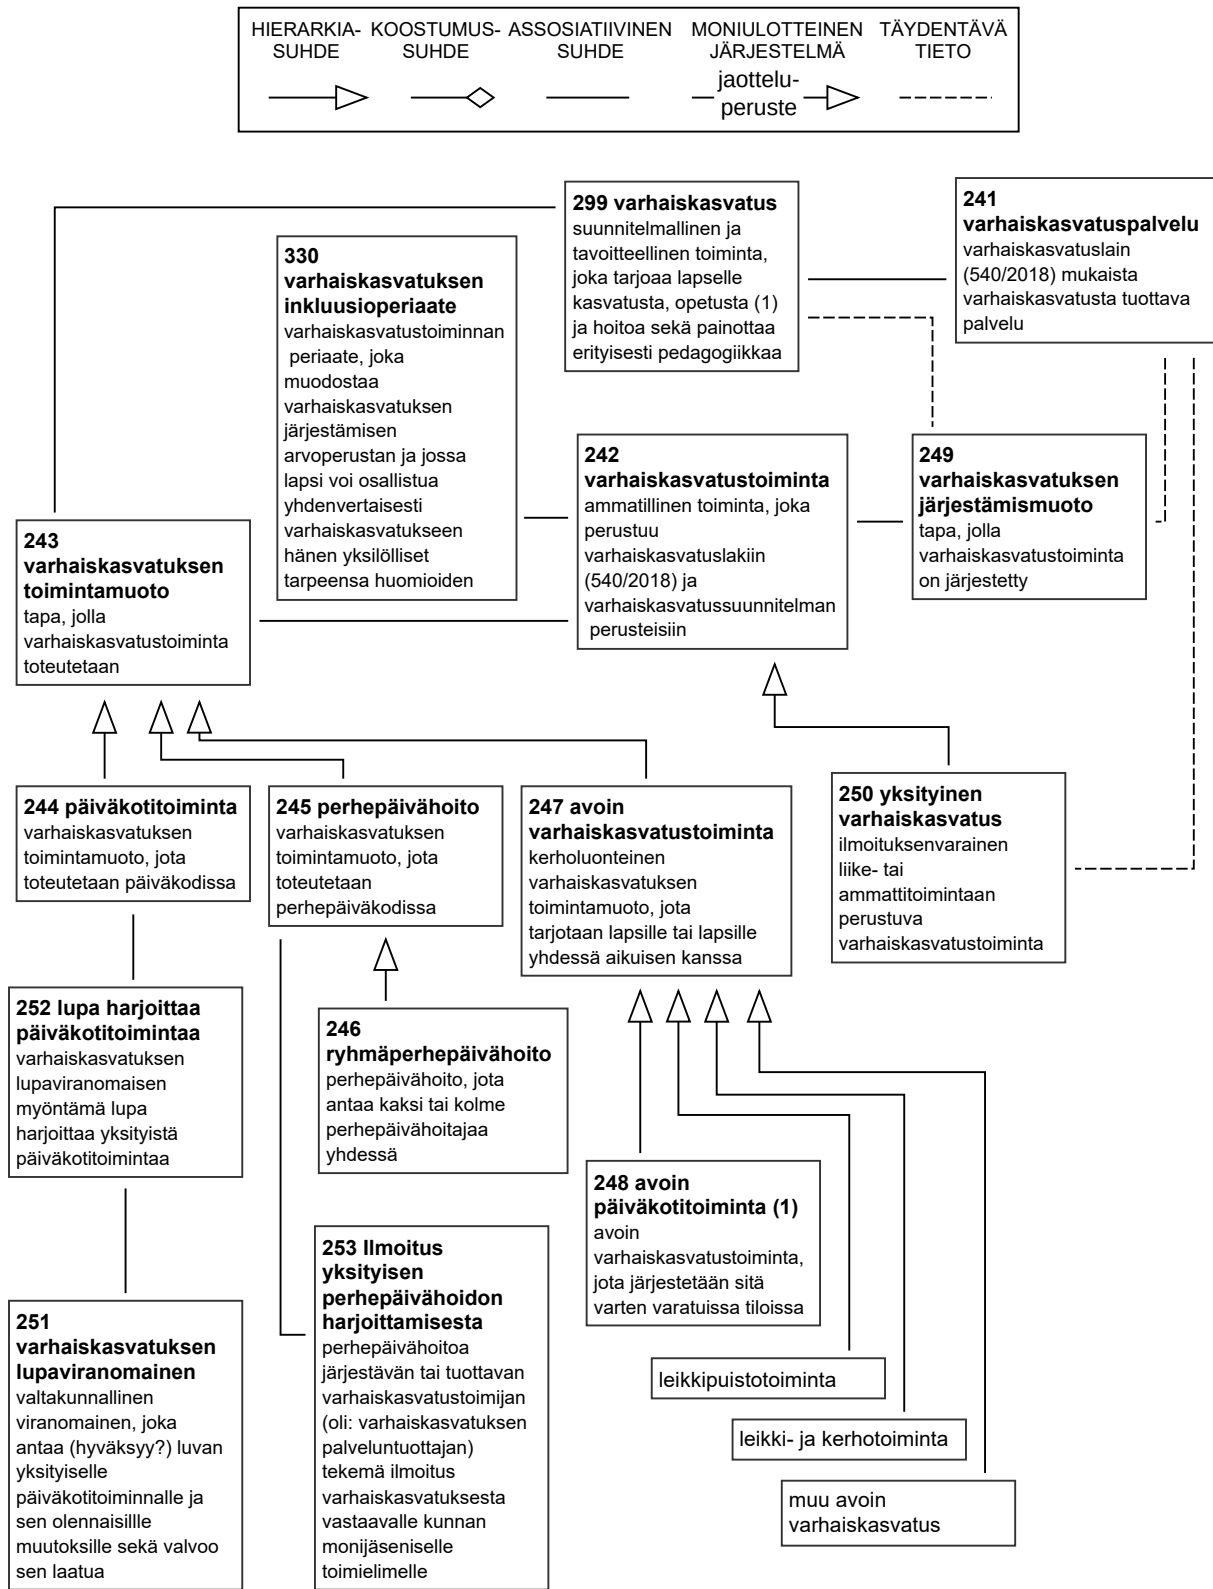 HIERARKIA-
SUHDE
KOOSTUMUS-
SUHDE
ASSOSIATIIVINEN
SUHDE
MONIULOTTEINEN
JÄRJESTELMÄ
jaottelu-
peruste
TÄYDENTÄVÄ
TIETO
299 varhaiskasvatus
suunnitelmallinen ja
tavoitteellinen toiminta,
joka tarjoaa lapselle
kasvatusta, opetusta (1)
ja hoitoa sekä painottaa
erityisesti pedagogiikkaa
241
varhaiskasvatuspalvelu
varhaiskasvatuslain
(540/2018) mukaista
varhaiskasvatusta tuottava
palvelu
330
varhaiskasvatuksen
inkluusioperiaate
varhaiskasvatustoiminnan
periaate, joka
muodostaa
varhaiskasvatuksen
järjestämisen
arvoperustan ja jossa
lapsi voi osallistua
yhdenvertaisesti
varhaiskasvatukseen
hänen yksilölliset
tarpeensa huomioiden
242
varhaiskasvatustoiminta
ammatillinen toiminta, joka
perustuu
varhaiskasvatuslakiin
(540/2018) ja
varhaiskasvatussuunnitelman
perusteisiin
249
varhaiskasvatuksen
järjestämismuoto
tapa, jolla
varhaiskasvatustoiminta
on järjestetty
243
varhaiskasvatuksen
toimintamuoto
tapa, jolla
varhaiskasvatustoiminta
toteutetaan
244 päiväkotitoiminta
varhaiskasvatuksen
toimintamuoto, jota
toteutetaan päiväkodissa
245 perhepäivähoito
varhaiskasvatuksen
toimintamuoto, jota
toteutetaan
perhepäiväkodissa
247 avoin
varhaiskasvatustoiminta
kerholuonteinen
varhaiskasvatuksen
toimintamuoto, jota
tarjotaan lapsille tai lapsille
yhdessä aikuisen kanssa
250 yksityinen
varhaiskasvatus
ilmoituksenvarainen
liike- tai
ammattitoimintaan
perustuva
varhaiskasvatustoiminta
252 lupa harjoittaa
päiväkotitoimintaa
varhaiskasvatuksen
lupaviranomaisen
myöntämä lupa
harjoittaa yksityistä
päiväkotitoimintaa
246
ryhmäperhepäivähoito
perhepäivähoito, jota
antaa kaksi tai kolme
perhepäivähoitajaa
yhdessä
248 avoin
päiväkotitoiminta (1)
avoin
varhaiskasvatustoiminta,
jota järjestetään sitä
varten varatuissa tiloissa
253 Ilmoitus
yksityisen
perhepäivähoidon
harjoittamisesta
perhepäivähoitoa
järjestävän tai tuottavan
varhaiskasvatustoimijan
(oli: varhaiskasvatuksen
palveluntuottajan)
tekemä ilmoitus
varhaiskasvatuksesta
vastaavalle kunnan
monijäseniselle
toimielimelle
251
varhaiskasvatuksen
lupaviranomainen
valtakunnallinen
viranomainen, joka
antaa (hyväksyy?) luvan
yksityiselle
päiväkotitoiminnalle ja
sen olennaisillle
muutoksille sekä valvoo
sen laatua
leikkipuistotoiminta
leikki- ja kerhotoiminta
muu avoin
varhaiskasvatus